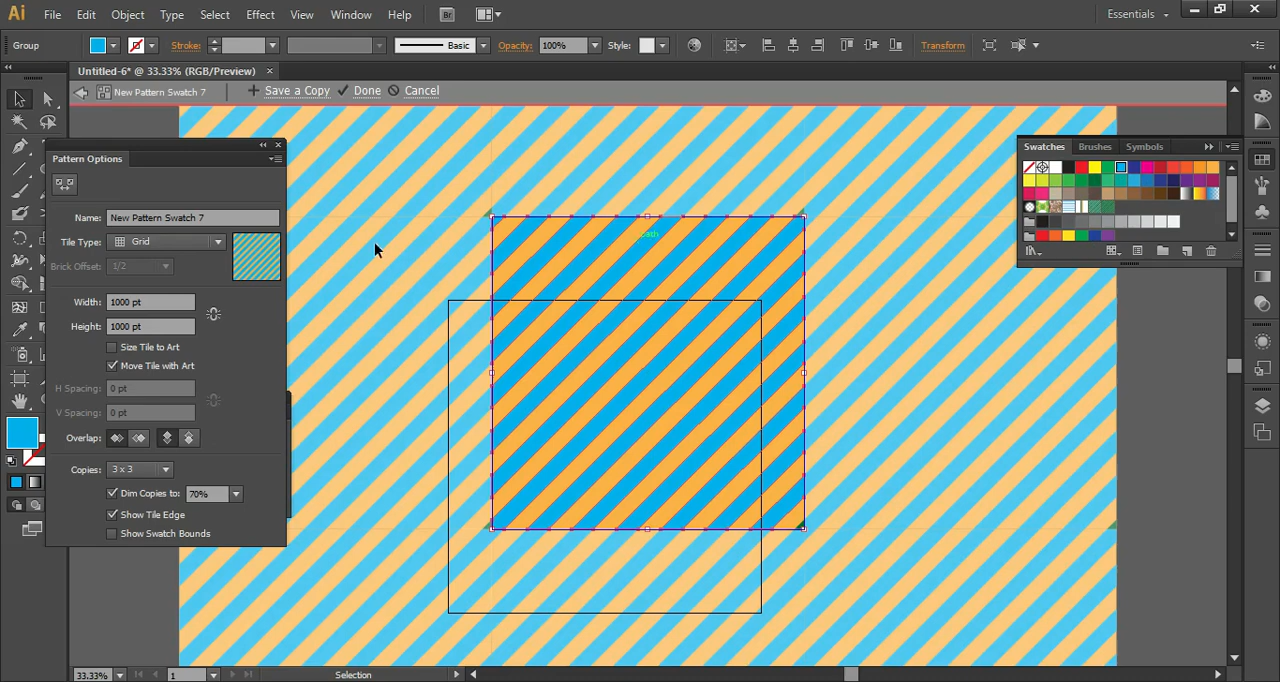 Ai File Edit Object Type Select Effect View Window Help Br Essentials
Group Stroke: Basic Opacity: 100% Style: Transform
Untitled-6* @ 33.33% (RGB/Preview) ×
New Pattern Swatch 7 Save a Copy Done Cancel
Pattern Options
Name: New Pattern Swatch 7
Tile Type: Grid
Brick Offset: 1/2
Width: 1000 pt
Height: 1000 pt
Size Tile to Art
Move Tile with Art
H Spacing: 0 pt
V Spacing: 0 pt
Overlap:
Copies: 3 x 3
Dim Copies to: 70%
Show Tile Edge
Show Swatch Bounds
path
Swatches Brushes Symbols
33.33% 1 Selection